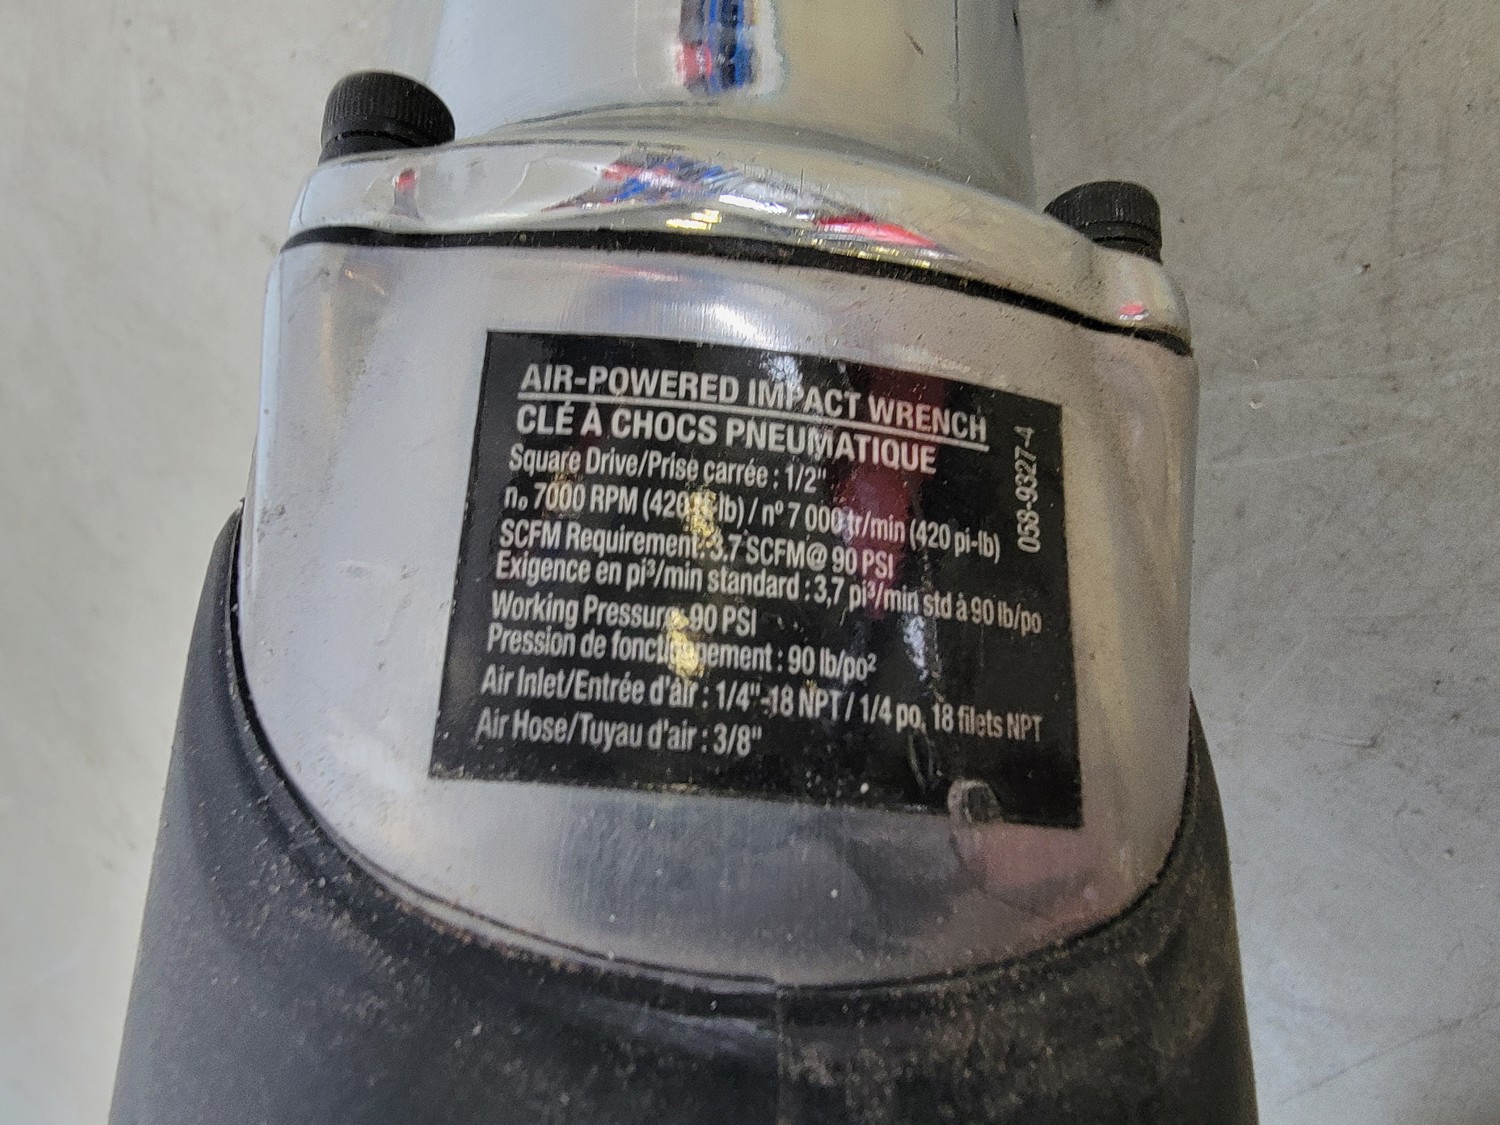 AIR-POWERED IMPACT WRENCH
CLÉ À CHOCS PNEUMATIQUE
Square Drive/Prise carrée : 1/2"
n₀ 7000 RPM (420 ft-lb) / nº 7 000 tr/min (420 pi-lb)
SCFM Requirement: 3.7 SCFM@ 90 PSI
Exigence en pi³/min standard : 3,7 pi³/min std à 90 lb/po
Working Pressure: 90 PSI
Pression de fonctionnement : 90 lb/po²
Air Inlet/Entrée d'air : 1/4"-18 NPT / 1/4 po, 18 filets NPT
Air Hose/Tuyau d'air : 3/8"
058-9327-4